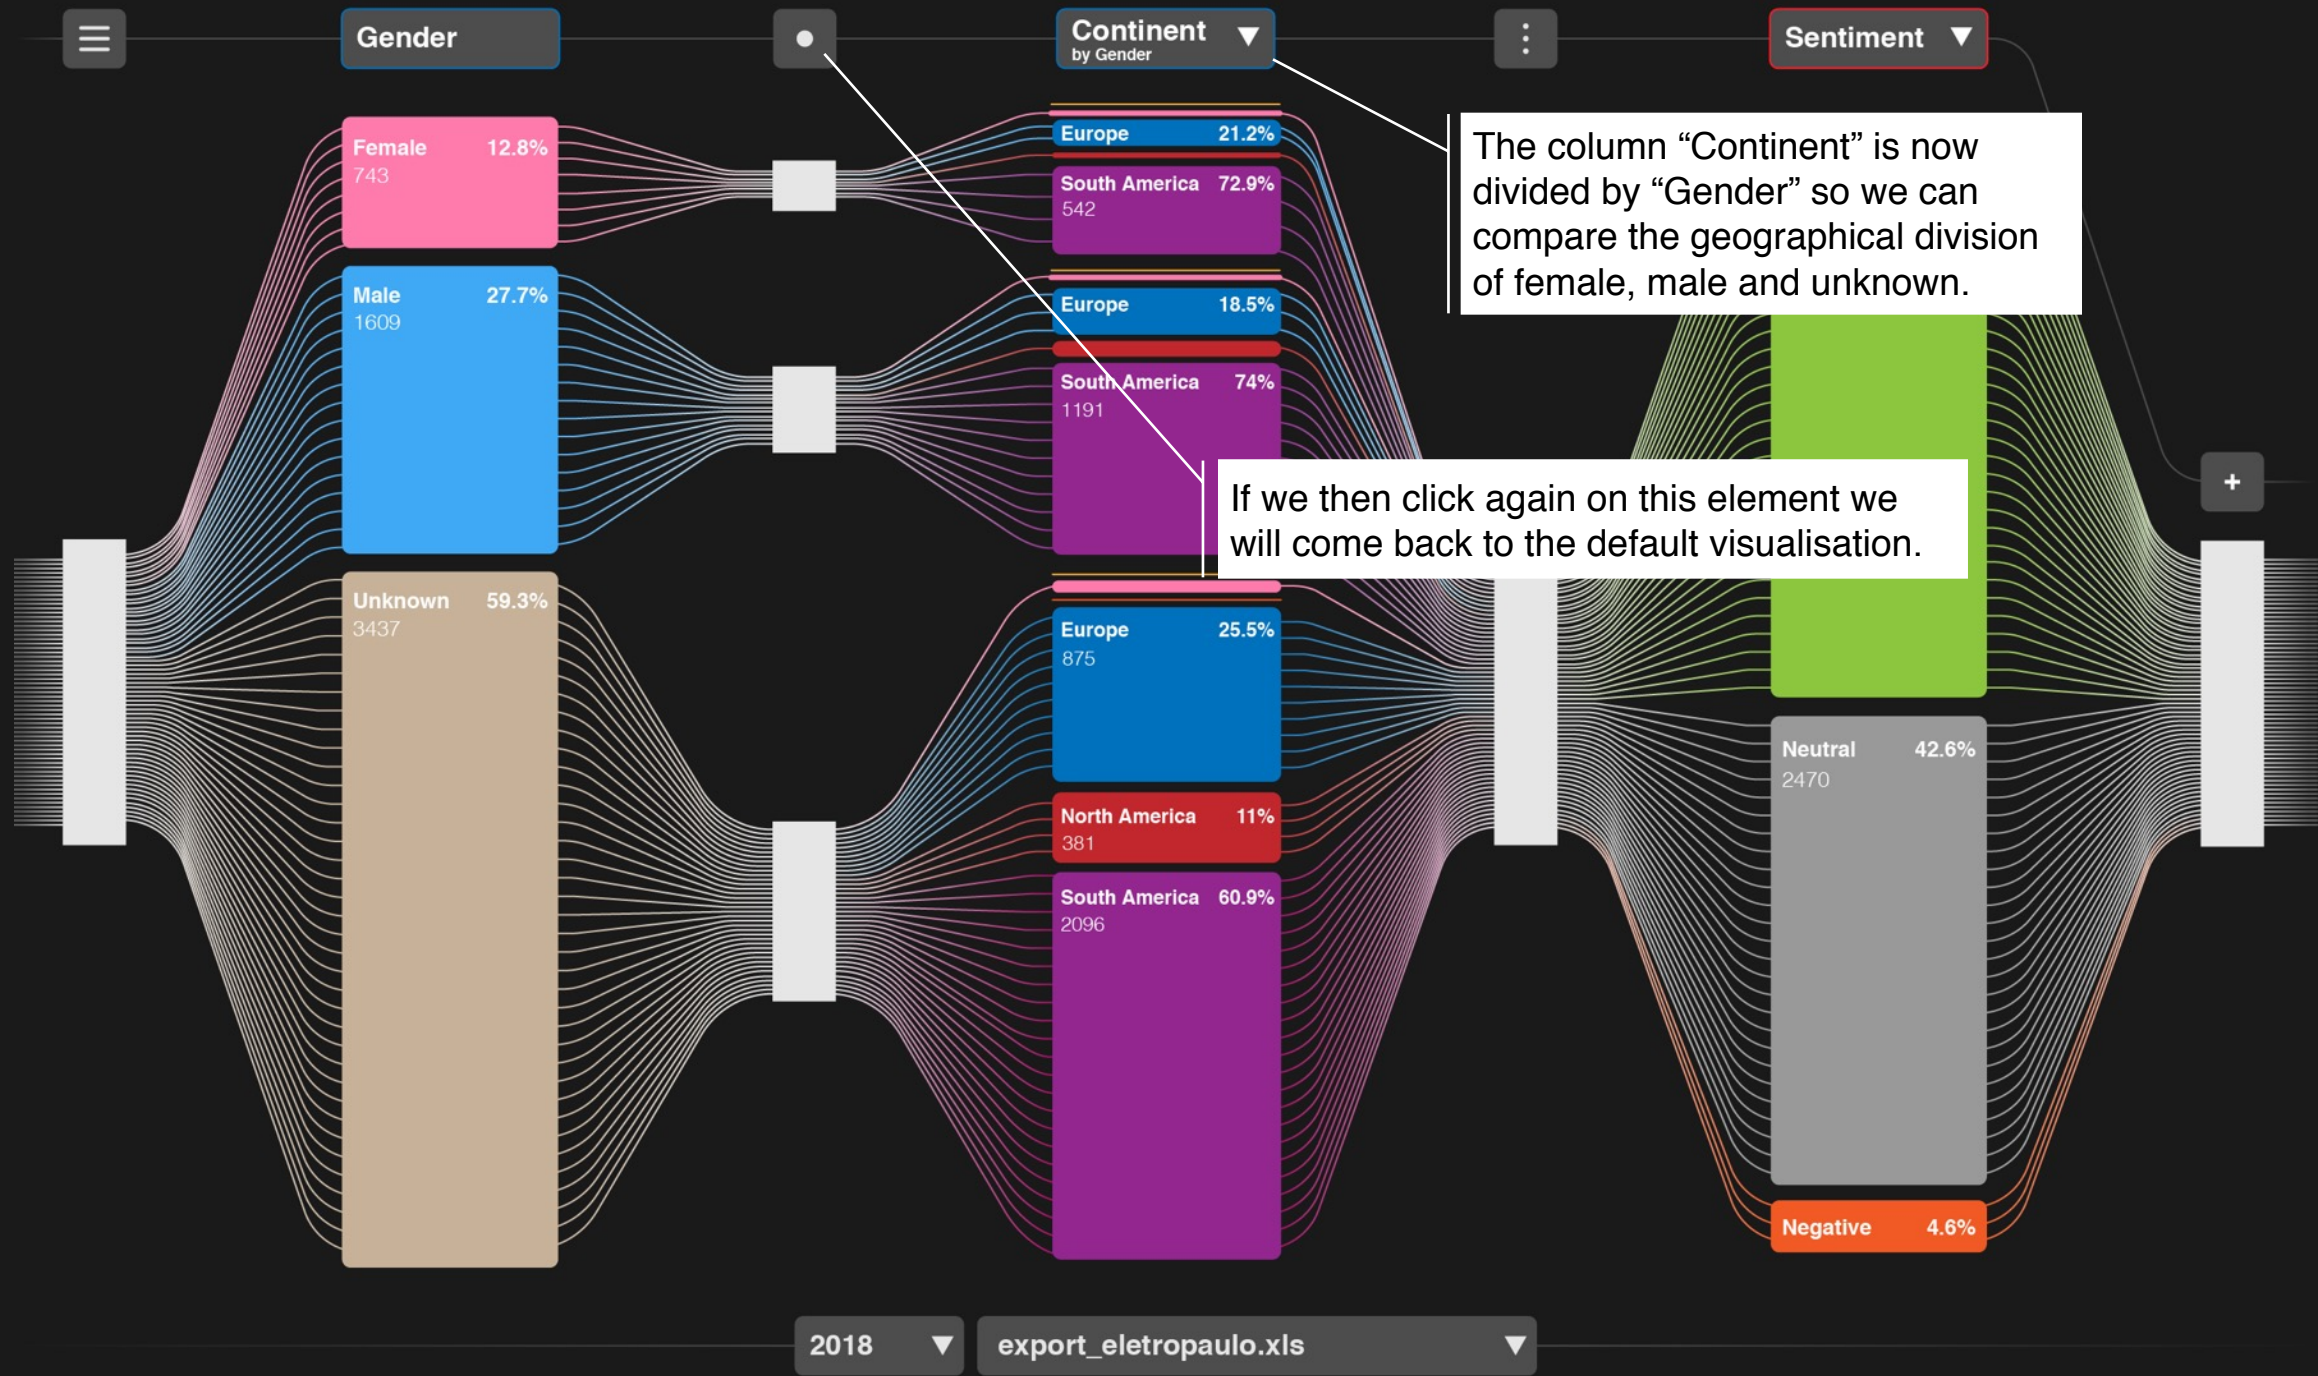 Gender
Continent
by Gender
Sentiment
Female 12.8%
743
Male 27.7%
1609
Unknown 59.3%
3437
Europe 21.2%
South America 72.9%
542
Europe 18.5%
South America 74%
1191
Europe 25.5%
875
North America 11%
381
South America 60.9%
2096
The column “Continent” is now
divided by “Gender” so we can
compare the geographical division
of female, male and unknown.
If we then click again on this element we
will come back to the default visualisation.
+
Neutral 42.6%
2470
Negative 4.6%
2018
export_eletropaulo.xls